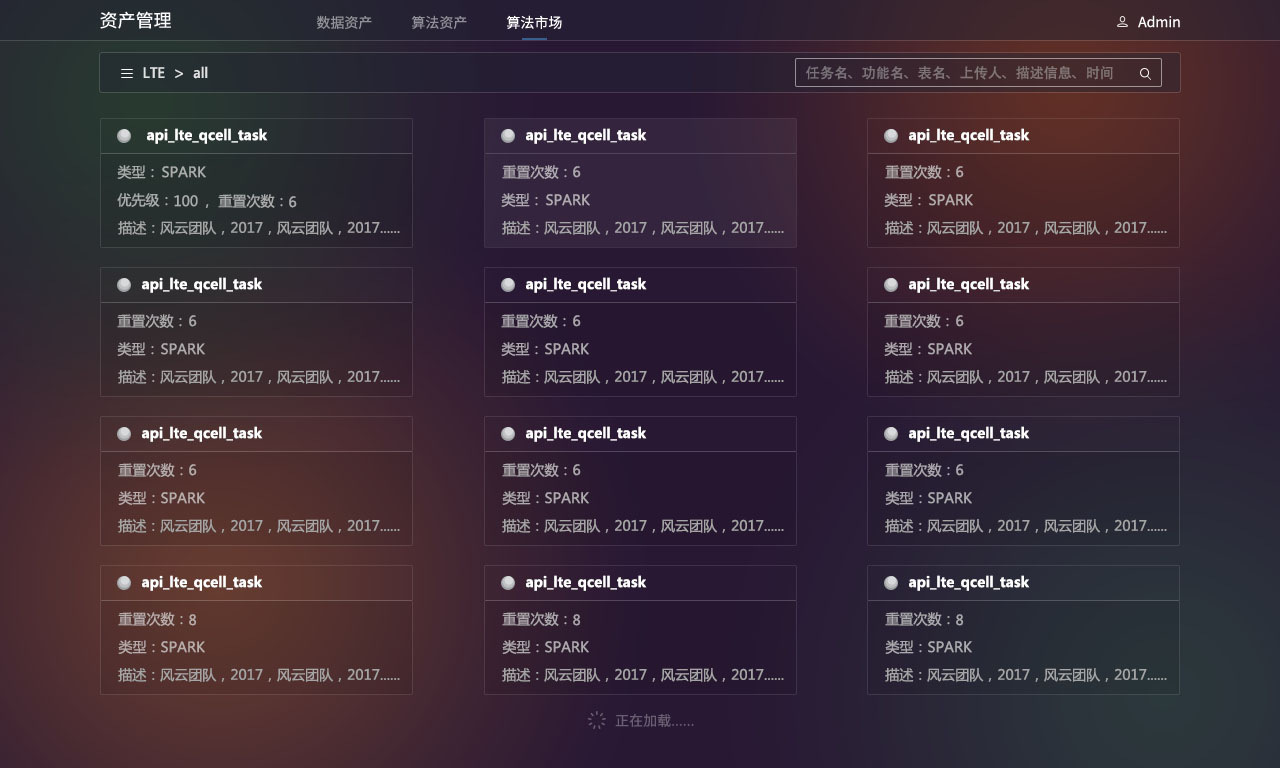 资产管理 数据资产 算法资产 算法市场 Admin
LTE > all 任务名、功能名、表名、上传人、描述信息、时间
api_lte_qcell_task
类型：SPARK
优先级：100 ，重置次数：6
描述：风云团队，2017，风云团队，2017......
api_lte_qcell_task
重置次数：6
类型：SPARK
描述：风云团队，2017，风云团队，2017......
api_lte_qcell_task
重置次数：6
类型：SPARK
描述：风云团队，2017，风云团队，2017......
api_lte_qcell_task
重置次数：6
类型：SPARK
描述：风云团队，2017，风云团队，2017......
api_lte_qcell_task
重置次数：6
类型：SPARK
描述：风云团队，2017，风云团队，2017......
api_lte_qcell_task
重置次数：6
类型：SPARK
描述：风云团队，2017，风云团队，2017......
api_lte_qcell_task
重置次数：6
类型：SPARK
描述：风云团队，2017，风云团队，2017......
api_lte_qcell_task
重置次数：6
类型：SPARK
描述：风云团队，2017，风云团队，2017......
api_lte_qcell_task
重置次数：6
类型：SPARK
描述：风云团队，2017，风云团队，2017......
api_lte_qcell_task
重置次数：8
类型：SPARK
描述：风云团队，2017，风云团队，2017......
api_lte_qcell_task
重置次数：8
类型：SPARK
描述：风云团队，2017，风云团队，2017......
api_lte_qcell_task
重置次数：8
类型：SPARK
描述：风云团队，2017，风云团队，2017......
正在加载......